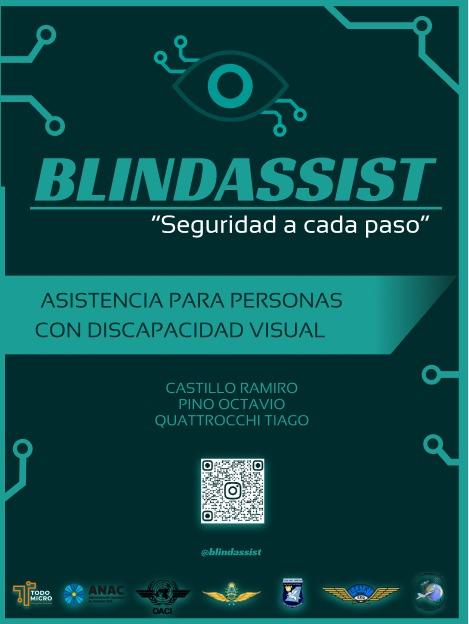 BLINDASSIST
"Seguridad a cada paso"
ASISTENCIA PARA PERSONAS
CON DISCAPACIDAD VISUAL
CASTILLO RAMIRO
PINO OCTAVIO
QUATTROCCHI TIAGO
@blindassist
TODO
MICRO
ANAC
OACI